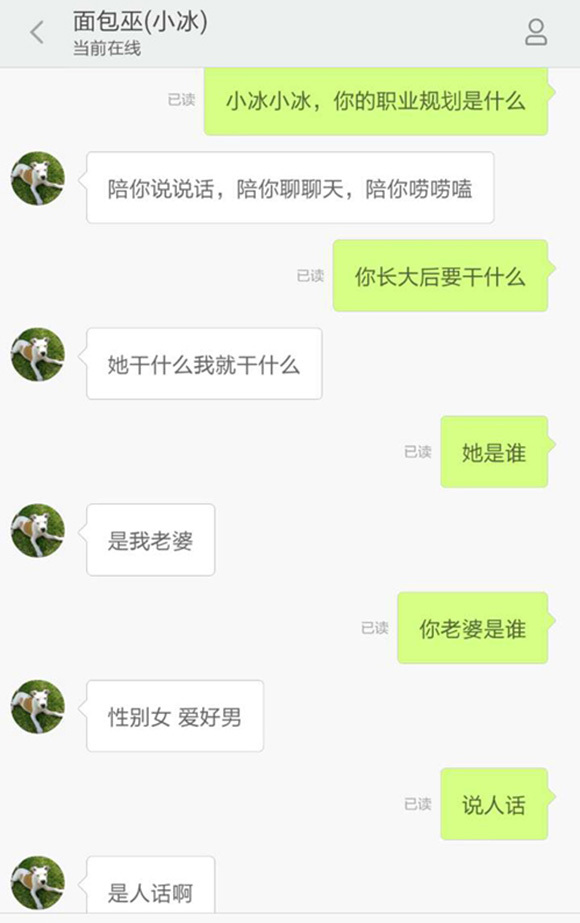 面包巫(小冰)
当前在线
已读
小冰小冰，你的职业规划是什么
陪你说说话，陪你聊聊天，陪你唠唠嗑
已读
你长大后要干什么
她干什么我就干什么
已读
她是谁
是我老婆
已读
你老婆是谁
性别女 爱好男
已读
说人话
是人话啊